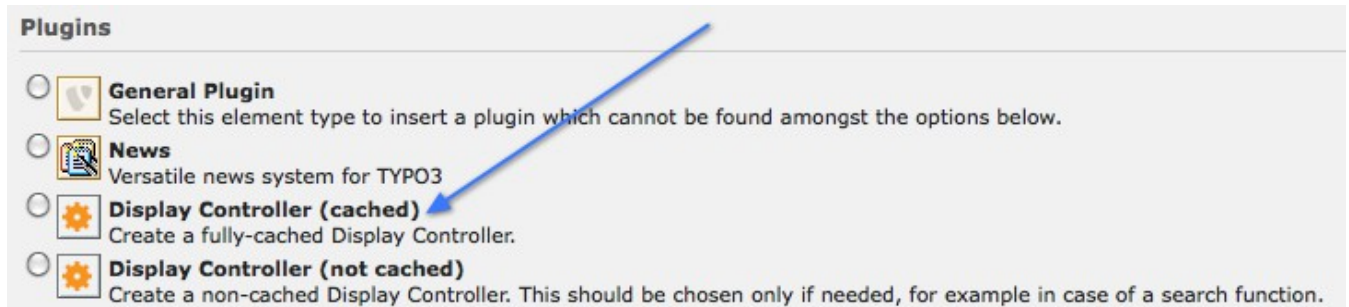 Plugins
General Plugin
Select this element type to insert a plugin which cannot be found amongst the options below.
News
Versatile news system for TYPO3
Display Controller (cached)
Create a fully-cached Display Controller.
Display Controller (not cached)
Create a non-cached Display Controller. This should be chosen only if needed, for example in case of a search function.